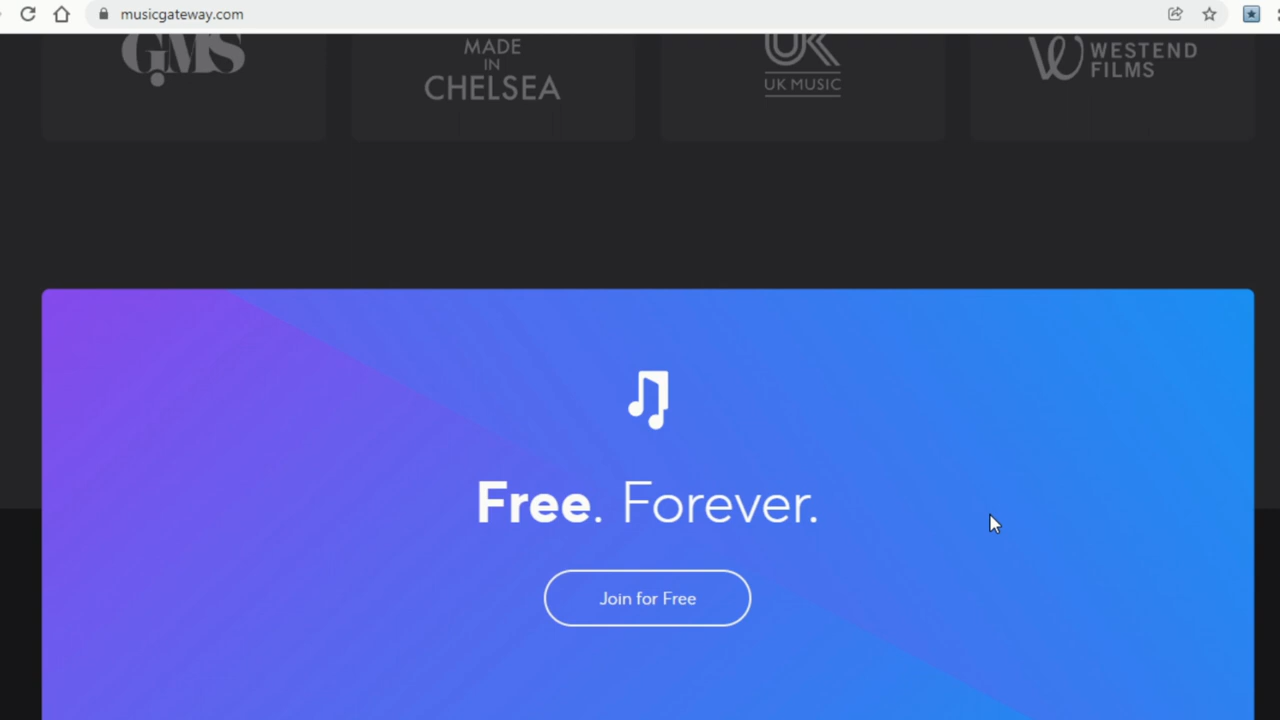 musicgateway.com
GMS
MADE
IN
CHELSEA
UK
UK MUSIC
W WESTEND
FILMS
Free. Forever.
Join for Free